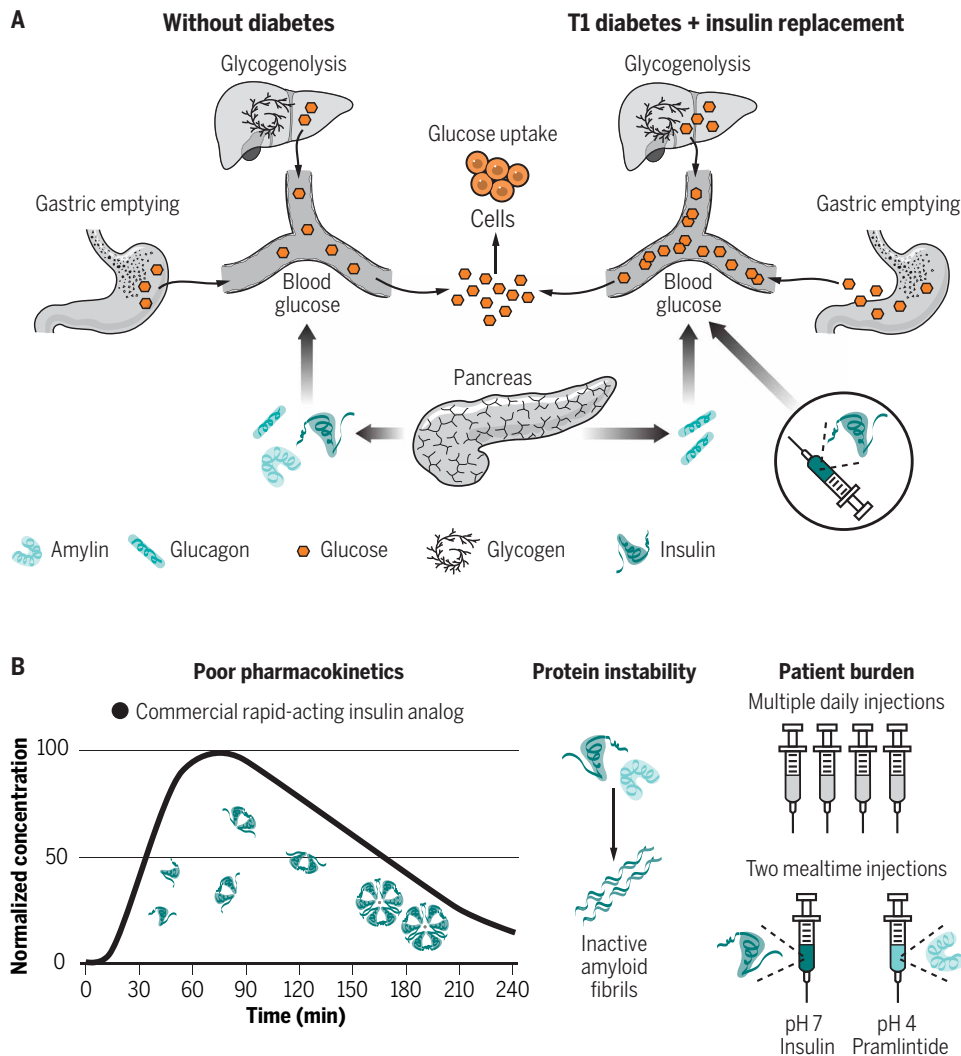 A
Without diabetes
T1 diabetes + insulin replacement
Glycogenolysis
Glycogenolysis
Glucose uptake
Cells
Gastric emptying
Gastric emptying
Blood
glucose
Blood
glucose
Pancreas
Amylin
Glucagon
Glucose
Glycogen
Insulin
B
Poor pharmacokinetics
Commercial rapid-acting insulin analog
Normalized concentration
100
50
0
0 30 60 90 120 150 180 190 210 240
Time (min)
Protein instability
Inactive
amyloid
fibrils
Patient burden
Multiple daily injections
Two mealtime injections
pH 7
Insulin
pH 4
Pramlintide